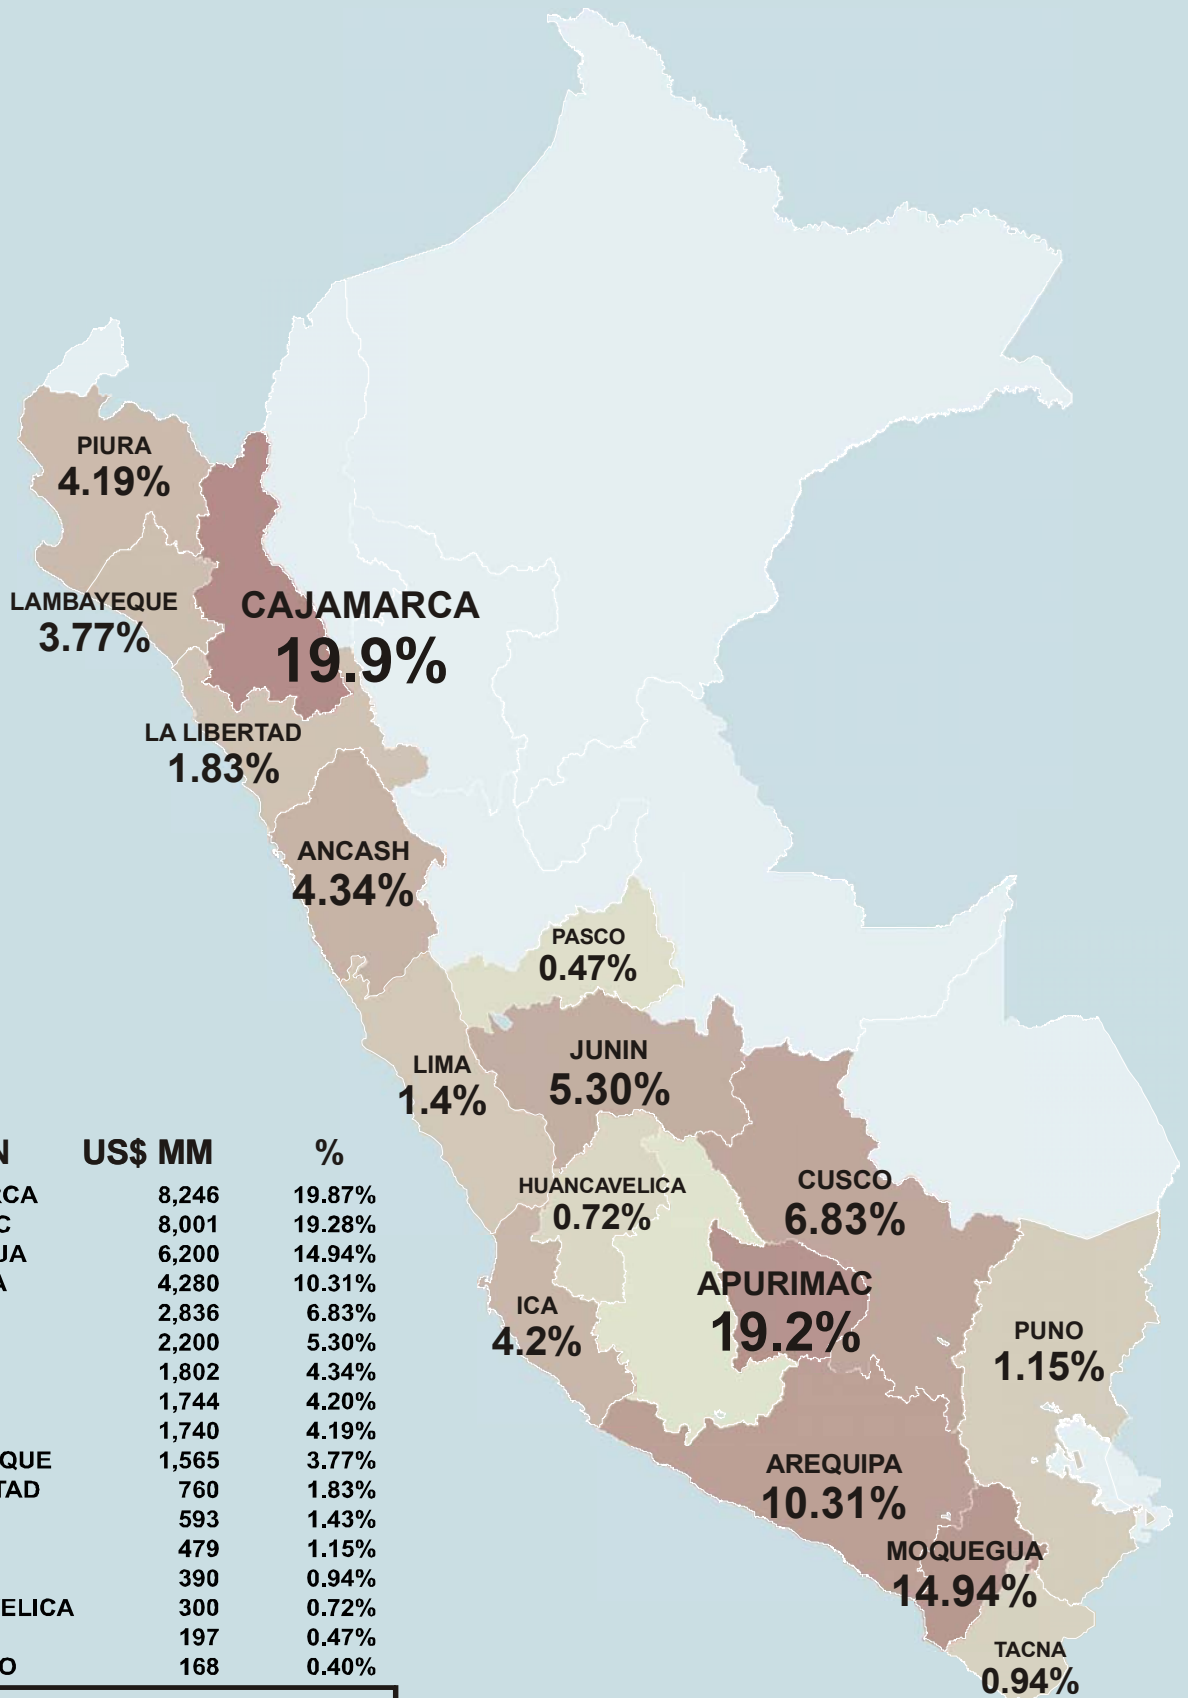 PIURA
4.19%
LAMBAYEQUE
3.77%
CAJAMARCA
19.9%
LA LIBERTAD
1.83%
ANCASH
4.34%
PASCO
0.47%
JUNIN
5.30%
LIMA
1.4%
HUANCAVELICA
0.72%
CUSCO
6.83%
APURIMAC
19.2%
ICA
4.2%
PUNO
1.15%
AREQUIPA
10.31%
MOQUEGUA
14.94%
TACNA
0.94%
N US$ MM %
RCA 8,246 19.87%
C 8,001 19.28%
UA 6,200 14.94%
A 4,280 10.31%
2,836 6.83%
2,200 5.30%
1,802 4.34%
1,744 4.20%
1,740 4.19%
QUE 1,565 3.77%
TAD 760 1.83%
593 1.43%
479 1.15%
390 0.94%
ELICA 300 0.72%
197 0.47%
O 168 0.40%